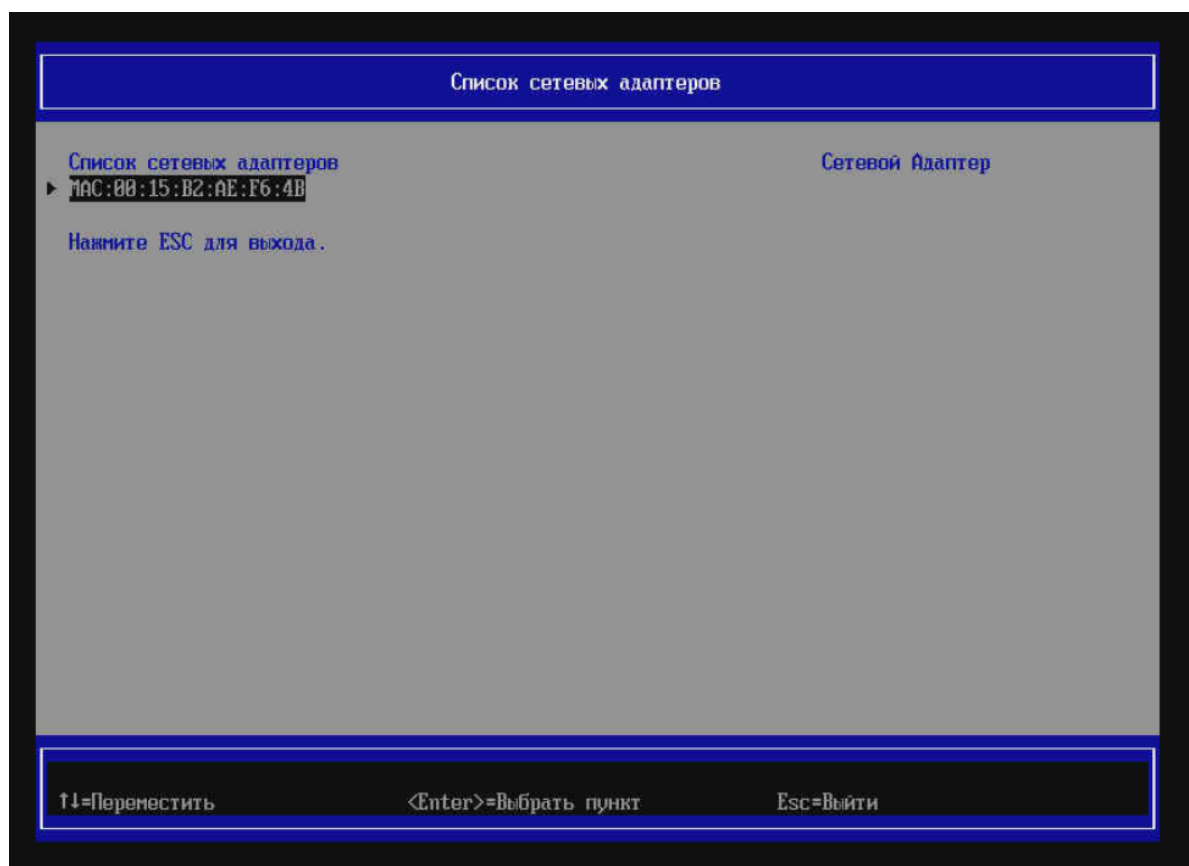 Список сетевых адаптеров
Список сетевых адаптеров
Сетевой Адаптер
MAC:00:15:B2:AE:F6:4B
Нажмите ESC для выхода.
↑↓=Переместить <Enter>=Выбрать пункт Esc=Выйти